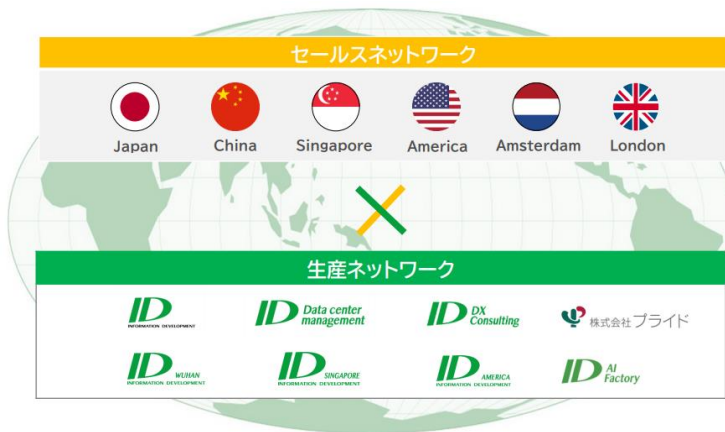 セールスネットワーク
Japan China Singapore America Amsterdam London
生産ネットワーク
ID INFORMATION DEVELOPMENT
ID Data center management
ID DX Consulting
株式会社プライド
ID WUHAN INFORMATION DEVELOPMENT
ID SINGAPORE INFORMATION DEVELOPMENT
ID AMERICA INFORMATION DEVELOPMENT
ID AI Factory